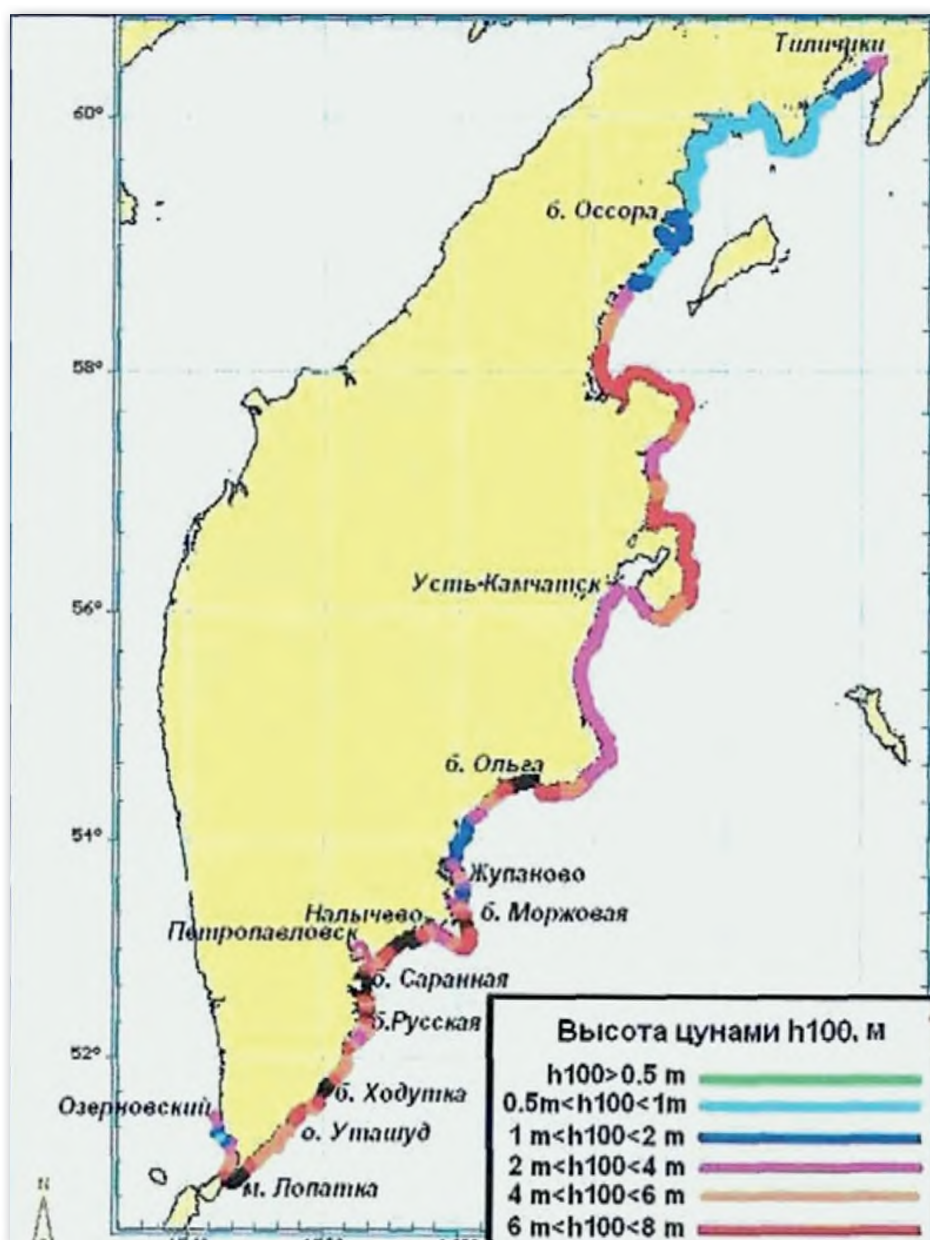 Тиличики
60°
б. Оссора
58°
Усть-Камчатск
56°
б. Ольга
54°
Жупаново
Налычево
б. Моржовая
Петропавловск
б. Саранная
б.Русская
52°
б. Ходутка
Озерновский
о. Уташуд
м. Лопатка
N
Высота цунами h100, м
h100>0.5 m
0.5m<h100<1m
1 m<h100<2 m
2 m<h100<4 m
4 m<h100<6 m
6 m<h100<8 m